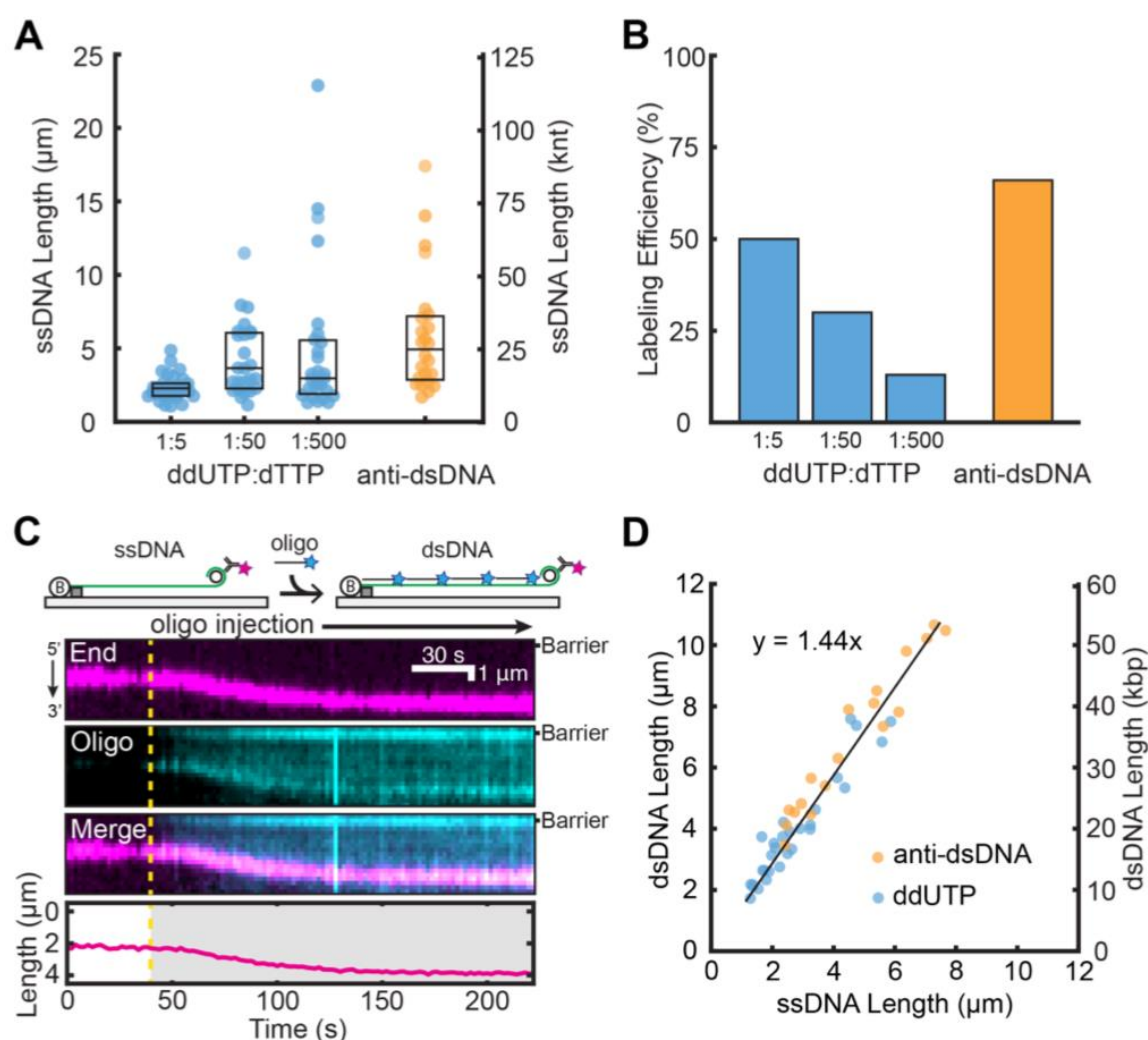 A
ssDNA Length (µm)
25
20
15
10
5
0
125
100
75
50
25
0
ssDNA Length (knt)
1:5 1:50 1:500
ddUTP:dTTP anti-dsDNA
B
Labeling Efficiency (%)
100
75
50
25
0
1:5 1:50 1:500
ddUTP:dTTP anti-dsDNA
C
ssDNA oligo dsDNA
B B
oligo injection
5'
3'
End
30 s
1 µm
Barrier
Oligo
Barrier
Merge
Barrier
Length (µm)
0
2
4
0 50 100 150 200
Time (s)
D
dsDNA Length (µm)
12
10
8
6
4
2
0
y = 1.44x
anti-dsDNA
ddUTP
60
50
40
30
20
10
0
dsDNA Length (kbp)
0 2 4 6 8 10 12
ssDNA Length (µm)